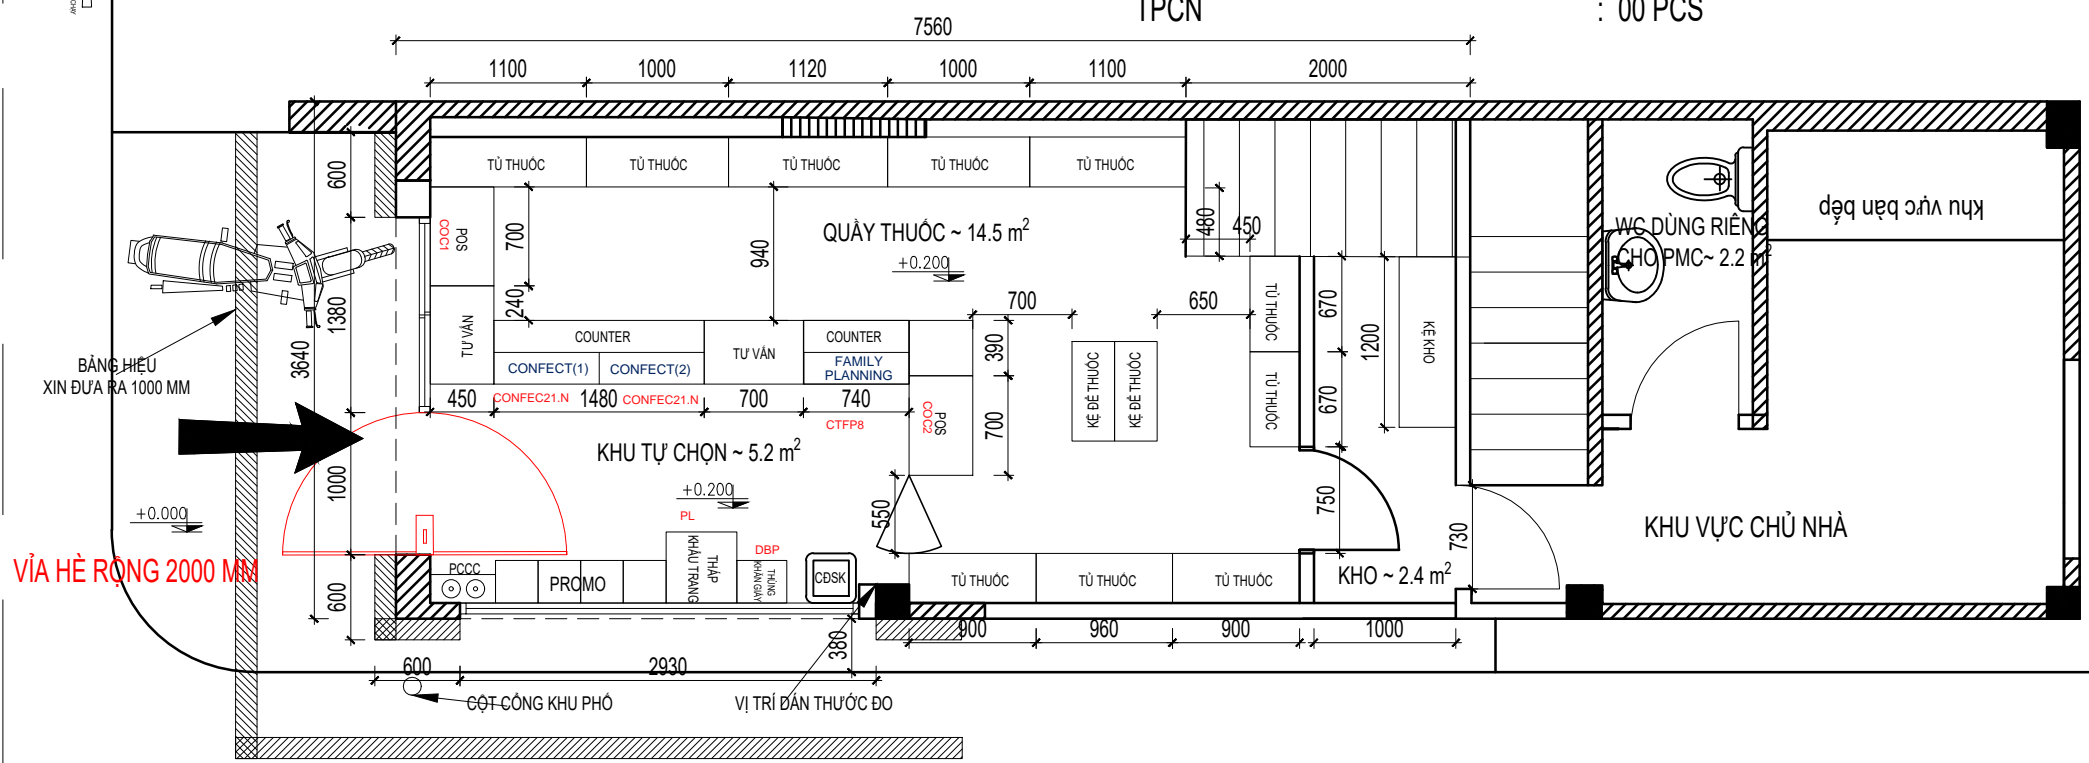 TPCN : 00 PCS
7560
1100 1000 1120 1000 1100 2000
TỦ THUỐC TỦ THUỐC TỦ THUỐC TỦ THUỐC TỦ THUỐC
600
COC1
POS
700
940
QUẦY THUỐC ~ 14.5 m²
+0.200
480
450
WC DÙNG RIÊNG
CHO PMC~ 2.2 m²
khu vực bàn bếp
240
1380
3640
TƯ VẤN
COUNTER
TƯ VẤN
COUNTER
CONFECT(1)
CONFECT(2)
FAMILY
PLANNING
700
650
390
KỆ ĐỂ THUỐC
KỆ ĐỂ THUỐC
TỦ THUỐC
TỦ THUỐC
670
670
1200
KỆ KHO
BẢNG HIỆU
XIN ĐƯA RA 1000 MM
450
CONFEC21.N
1480
CONFEC21.N
700
740
CTFP8
COC2
POS
700
KHU TỰ CHỌN ~ 5.2 m²
+0.200
1000
+0.000
PL
550
750
730
KHU VỰC CHỦ NHÀ
VỈA HÈ RỘNG 2000 MM
PCCC
PROMO
THÁP
KHẨU TRANG
DBP
THÙNG
KHĂN GIẤY
CĐSK
TỦ THUỐC TỦ THUỐC TỦ THUỐC
KHO ~ 2.4 m²
600
380
900 960 900 1000
600 2930
CỘT CỔNG KHU PHỐ
VỊ TRÍ DÁN THƯỚC ĐO